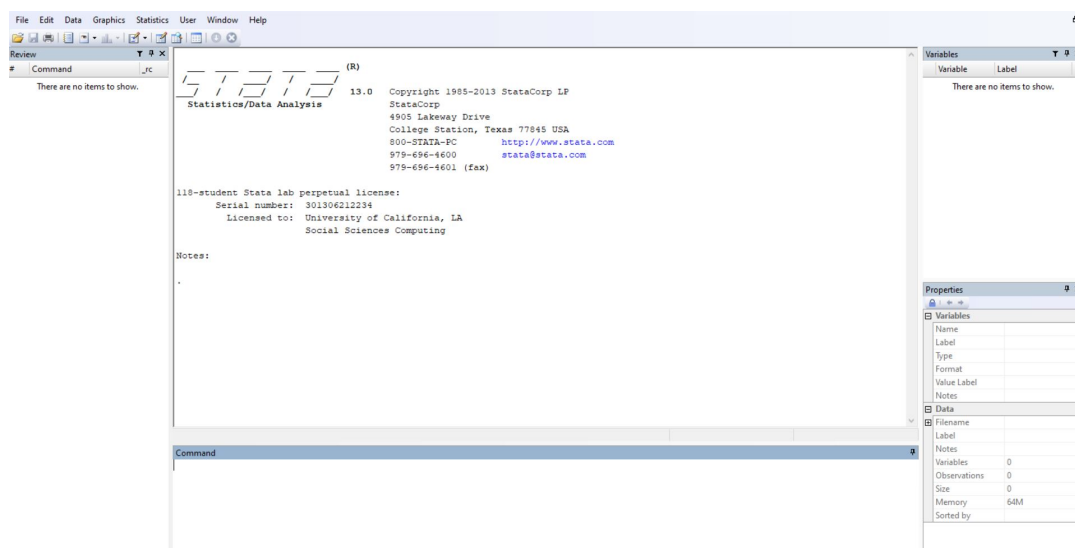 File Edit Data Graphics Statistics User Window Help
Review
# Command _rc
There are no items to show.
(R)
STATA 13.0 Copyright 1985-2013 StataCorp LP
Statistics/Data Analysis StataCorp
4905 Lakeway Drive
College Station, Texas 77845 USA
800-STATA-PC http://www.stata.com
979-696-4600 stata@stata.com
979-696-4601 (fax)
118-student Stata lab perpetual license:
Serial number: 301306212234
Licensed to: University of California, LA
Social Sciences Computing
Notes:
.
Command
Variables
Variable Label
There are no items to show.
Properties
Variables
Name
Label
Type
Format
Value Label
Notes
Data
Filename
Label
Notes
Variables 0
Observations 0
Size 0
Memory 64M
Sorted by